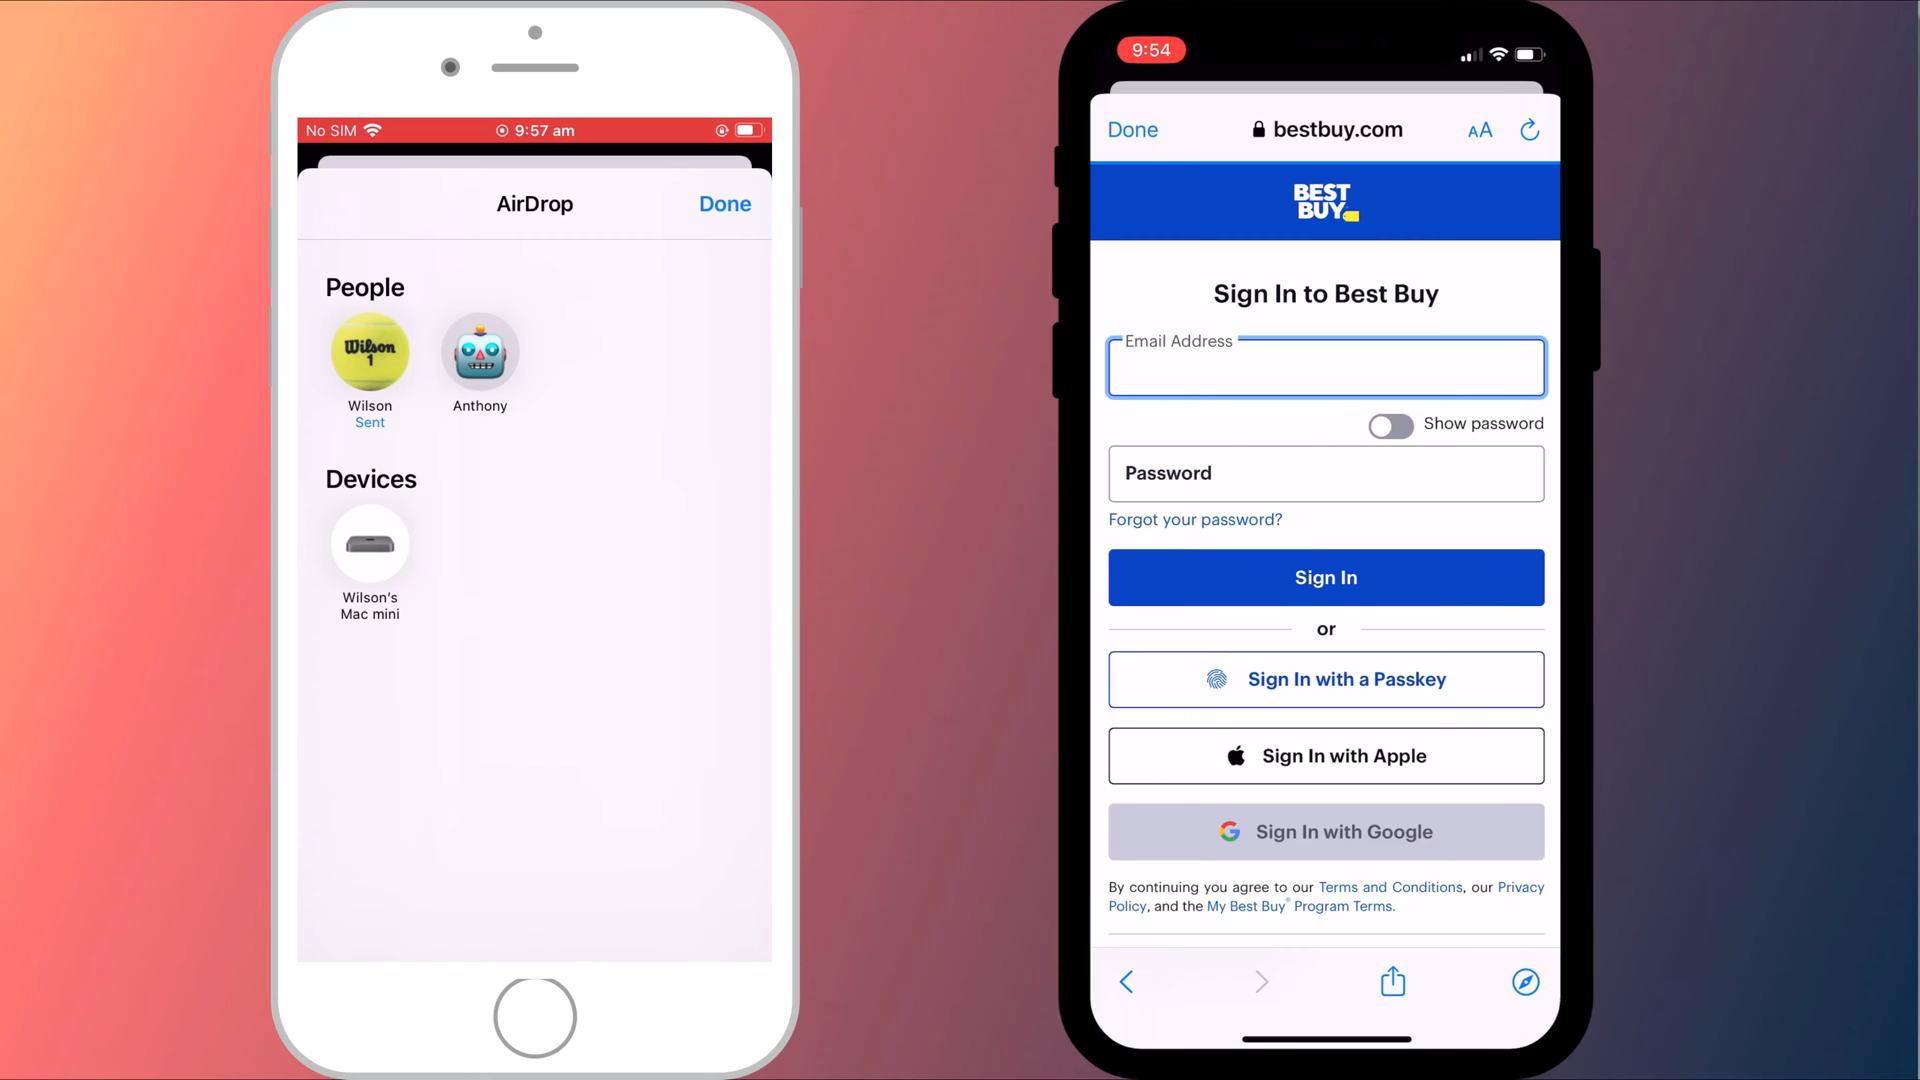 No SIM
9:57 am
AirDrop
Done
People
Wilson
1
Wilson
Sent
Anthony
Devices
Wilson's
Mac mini
9:54
Done
bestbuy.com
AA
BEST
BUY
Sign In to Best Buy
Email Address
Show password
Password
Forgot your password?
Sign In
or
Sign In with a Passkey
Sign In with Apple
G Sign In with Google
By continuing you agree to our Terms and Conditions, our Privacy
Policy, and the My Best Buy® Program Terms.